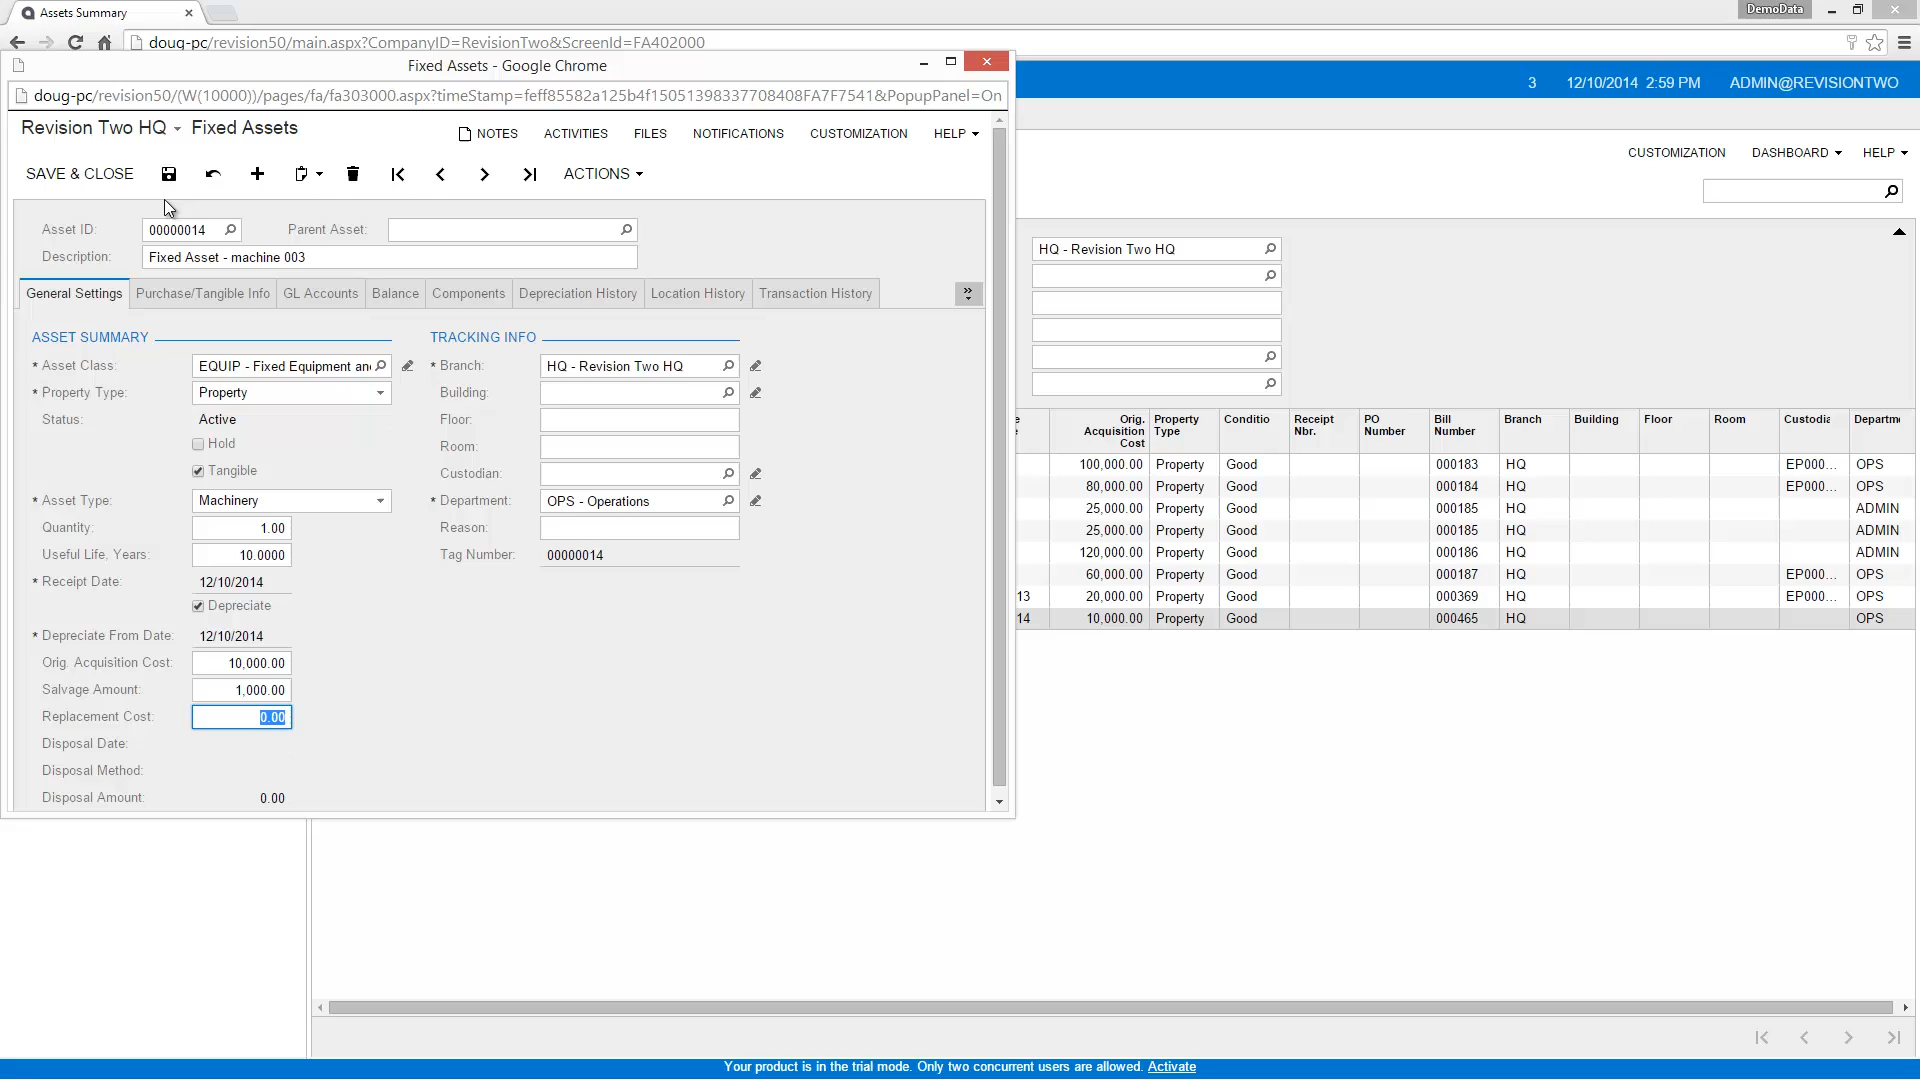 Assets Summary
DemoData
doug-pc/revision50/main.aspx?CompanyID=RevisionTwo&ScreenId=FA402000
Fixed Assets - Google Chrome
doug-pc/revision50/(W(10000))/pages/fa/fa303000.aspx?timeStamp=feff85582a125b4f15051398337708408FA7F7541&PopupPanel=On
3 12/10/2014 2:59 PM ADMIN@REVISIONTWO
Revision Two HQ Fixed Assets
NOTES ACTIVITIES FILES NOTIFICATIONS CUSTOMIZATION HELP
CUSTOMIZATION DASHBOARD HELP
SAVE & CLOSE ACTIONS
Asset ID: 00000014 Parent Asset:
Description: Fixed Asset - machine 003
HQ - Revision Two HQ
General Settings Purchase/Tangible Info GL Accounts Balance Components Depreciation History Location History Transaction History
ASSET SUMMARY
* Asset Class: EQUIP - Fixed Equipment and
* Property Type: Property
Status: Active
Hold
Tangible
* Asset Type: Machinery
Quantity: 1.00
Useful Life, Years: 10.0000
* Receipt Date: 12/10/2014
Depreciate
* Depreciate From Date: 12/10/2014
Orig. Acquisition Cost: 10,000.00
Salvage Amount: 1,000.00
Replacement Cost: 0.00
Disposal Date:
Disposal Method:
Disposal Amount: 0.00
TRACKING INFO
* Branch: HQ - Revision Two HQ
Building:
Floor:
Room:
Custodian:
* Department: OPS - Operations
Reason:
Tag Number: 00000014
e Orig. Acquisition Cost Property Type Conditio Receipt Nbr. PO Number Bill Number Branch Building Floor Room Custodia Departme
100,000.00 Property Good 000183 HQ EP000... OPS
80,000.00 Property Good 000184 HQ EP000... OPS
25,000.00 Property Good 000185 HQ ADMIN
25,000.00 Property Good 000185 HQ ADMIN
120,000.00 Property Good 000186 HQ ADMIN
60,000.00 Property Good 000187 HQ EP000... OPS
13 20,000.00 Property Good 000369 HQ EP000... OPS
14 10,000.00 Property Good 000465 HQ OPS
Your product is in the trial mode. Only two concurrent users are allowed. Activate